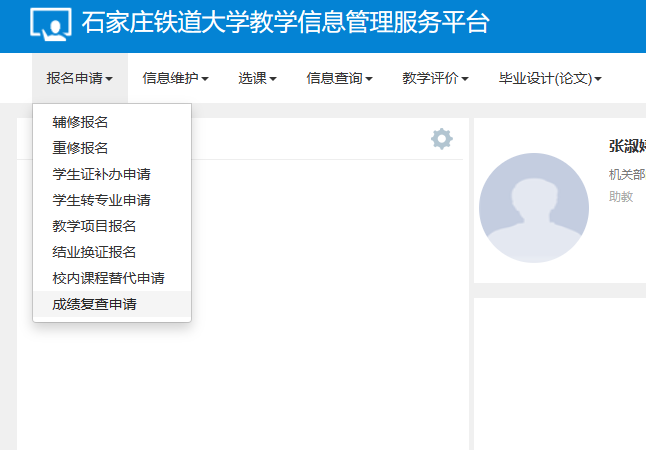 石家庄铁道大学教学信息管理服务平台
报名申请 信息维护 选课 信息查询 教学评价 毕业设计(论文)
辅修报名
重修报名
学生证补办申请
学生转专业申请
教学项目报名
结业换证报名
校内课程替代申请
成绩复查申请
张淑
机关部
助教